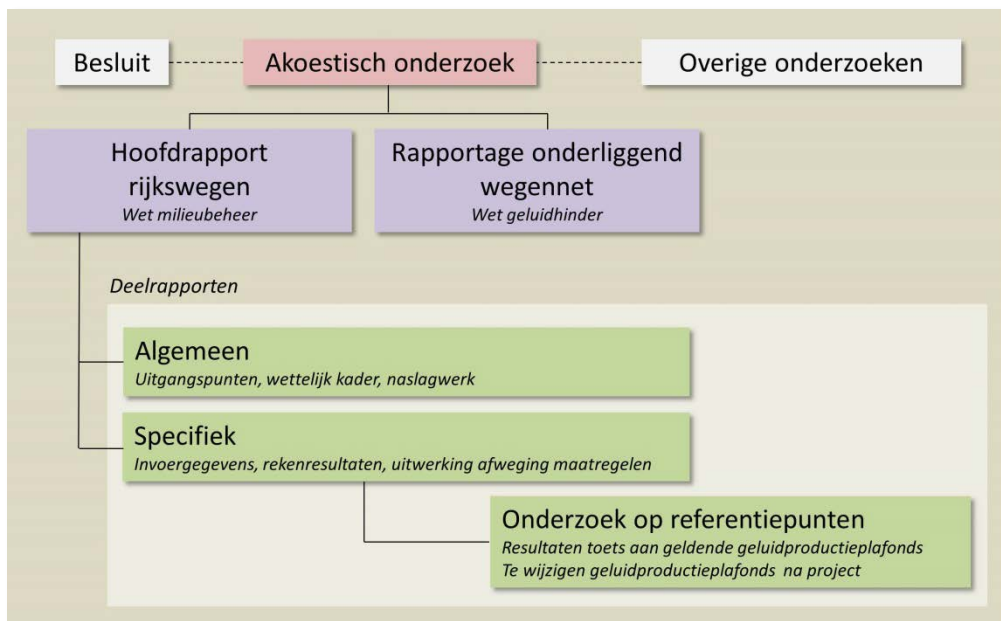 Besluit
Akoestisch onderzoek
Overige onderzoeken
Hoofdrapport
rijkswegen
Wet milieubeheer
Rapportage onderliggend
wegennet
Wet geluidhinder
Deelrapporten
Algemeen
Uitgangspunten, wettelijk kader, naslagwerk
Specifiek
Invoergegevens, rekenresultaten, uitwerking afweging maatregelen
Onderzoek op referentiepunten
Resultaten toets aan geldende geluidproductieplafonds
Te wijzigen geluidproductieplafonds na project